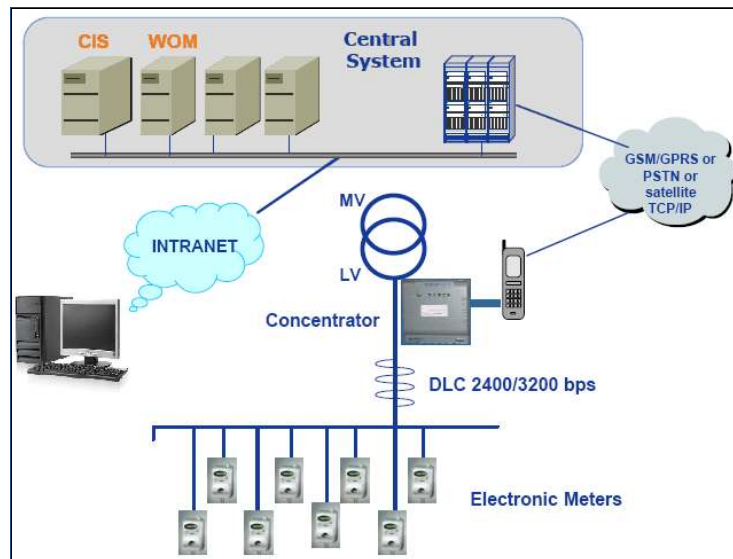 CIS WOM Central
System
GSM/GPRS or
PSTN or
satellite
TCP/IP
MV
INTRANET
LV
Concentrator
DLC 2400/3200 bps
Electronic Meters